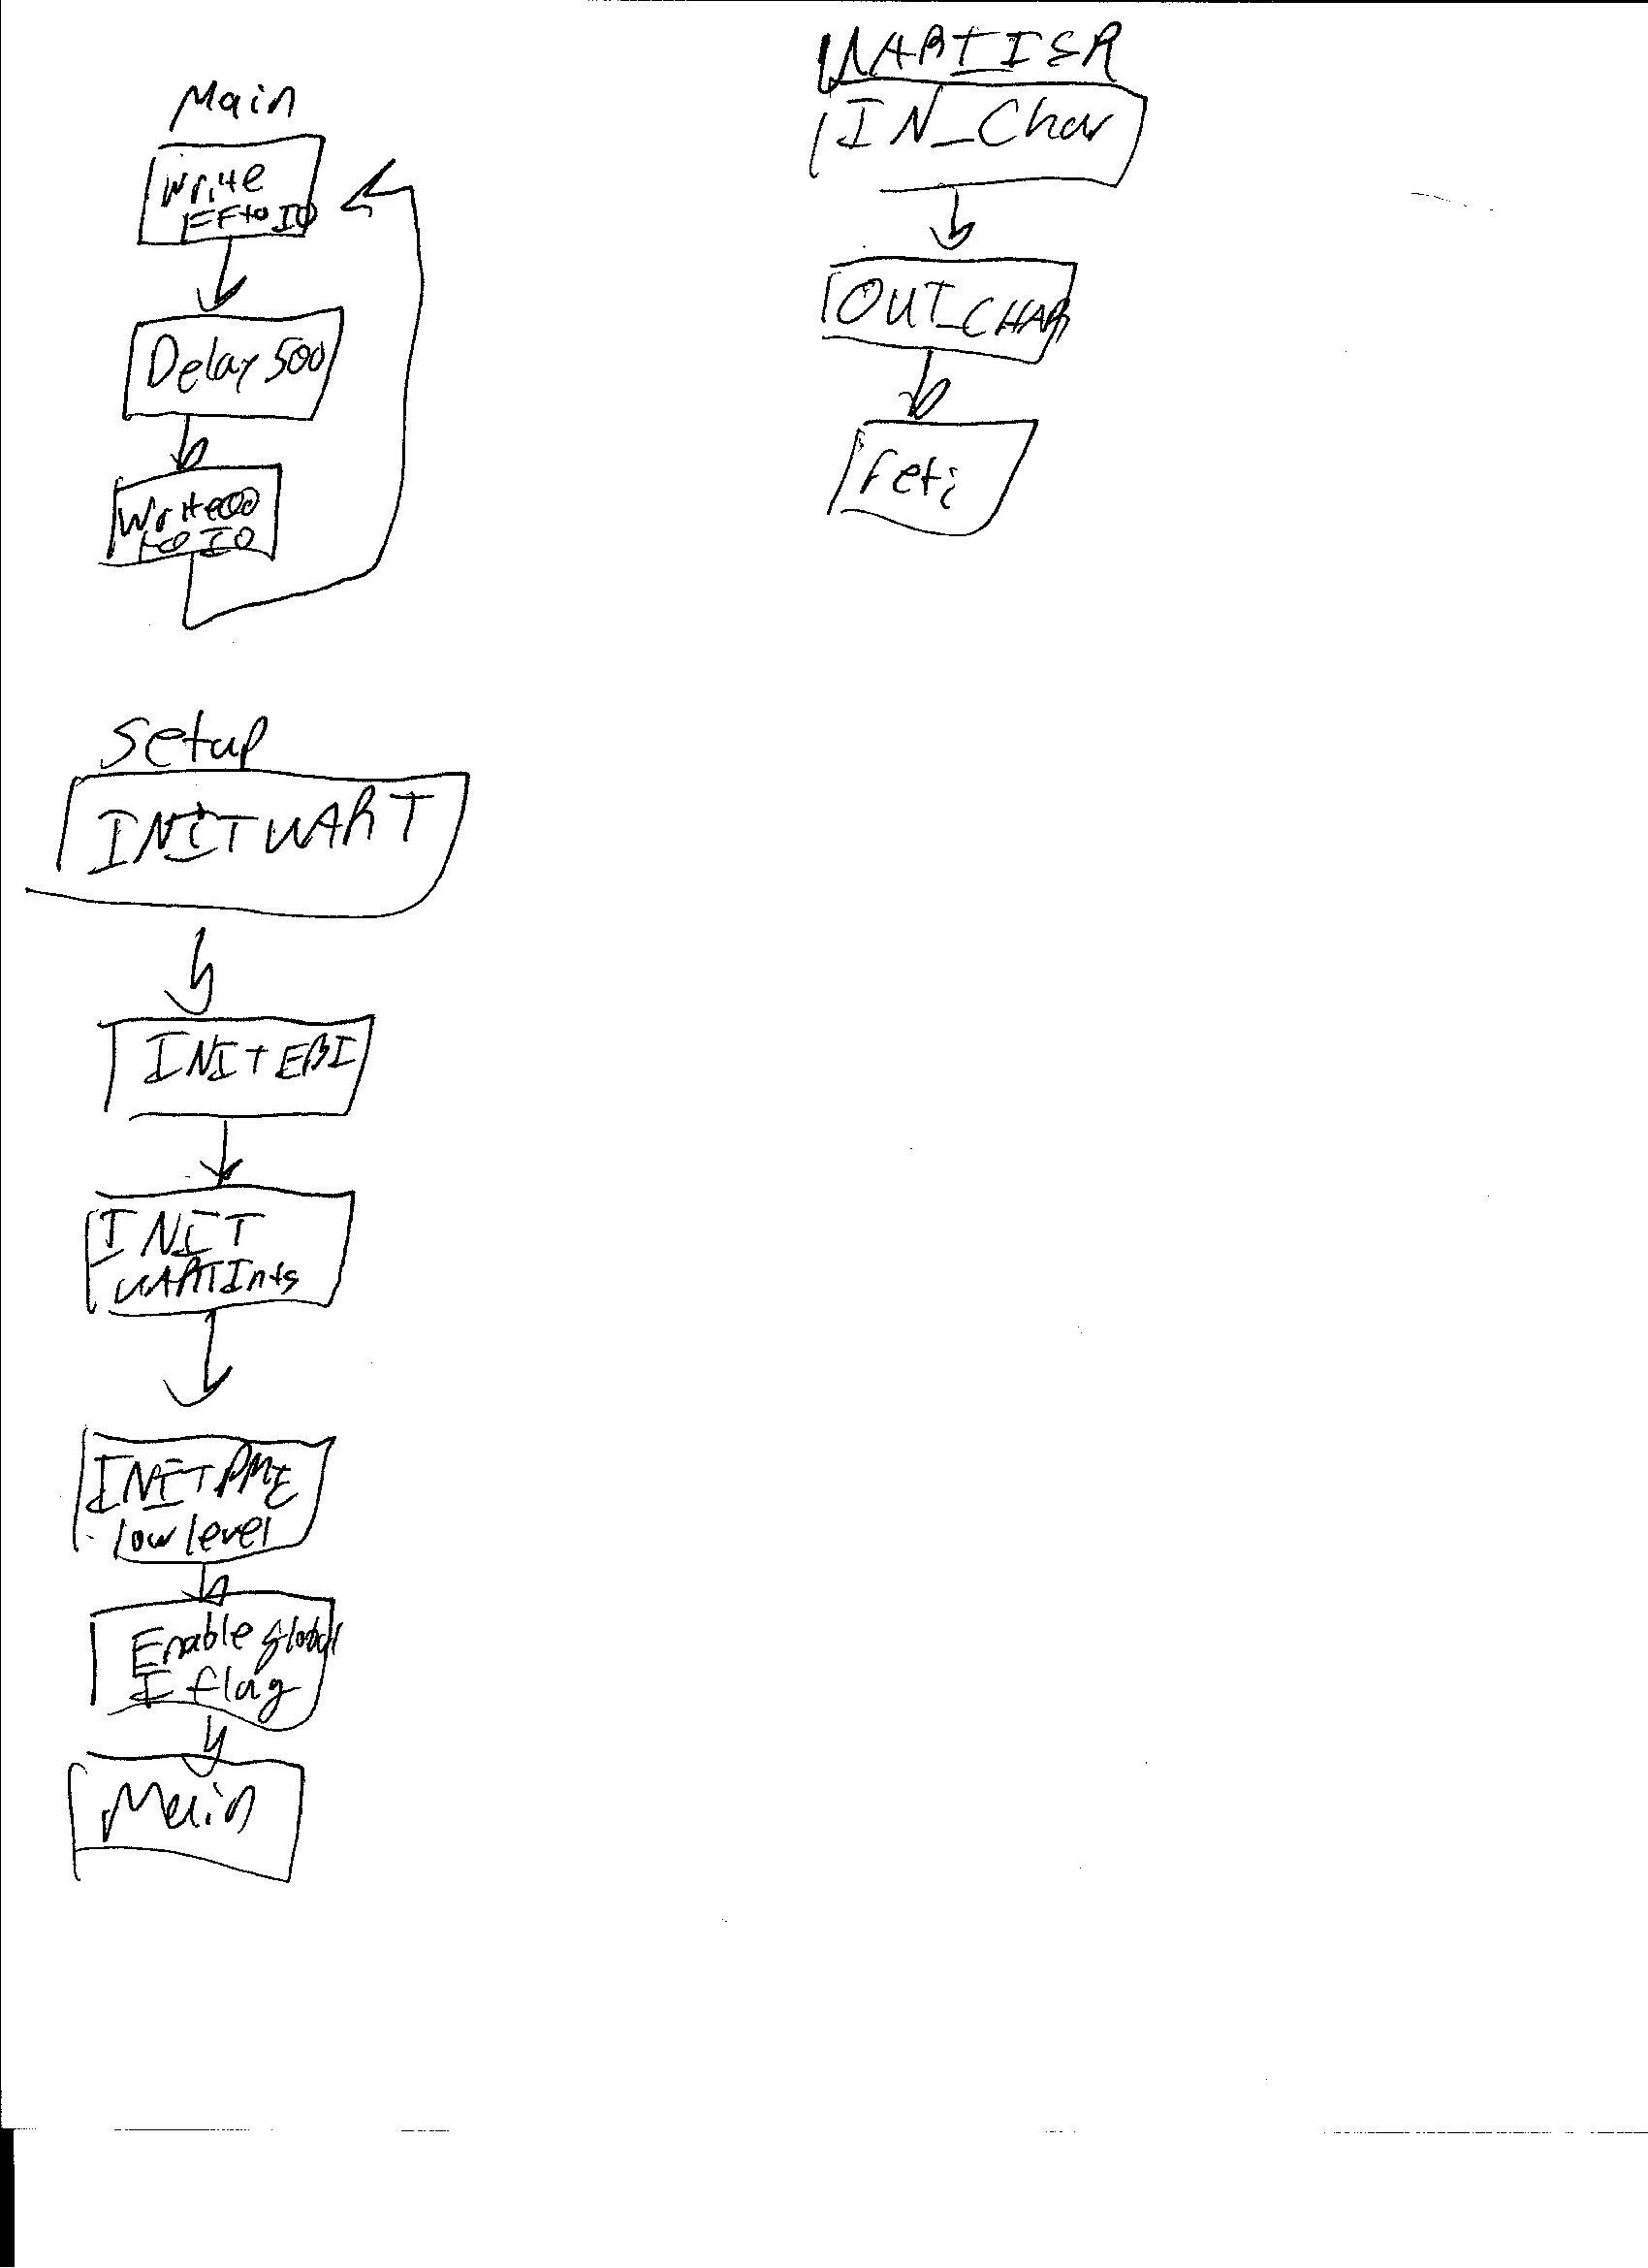 Main
Write
FF to IO
Delay 500
Write 00
to IO
Setup
INIT UART
INIT EBI
INIT
UARTInts
INIT PMIC
low level
Enable global
I flag
Main
UARTISR
IN_Char
OUT_CHAR
reti